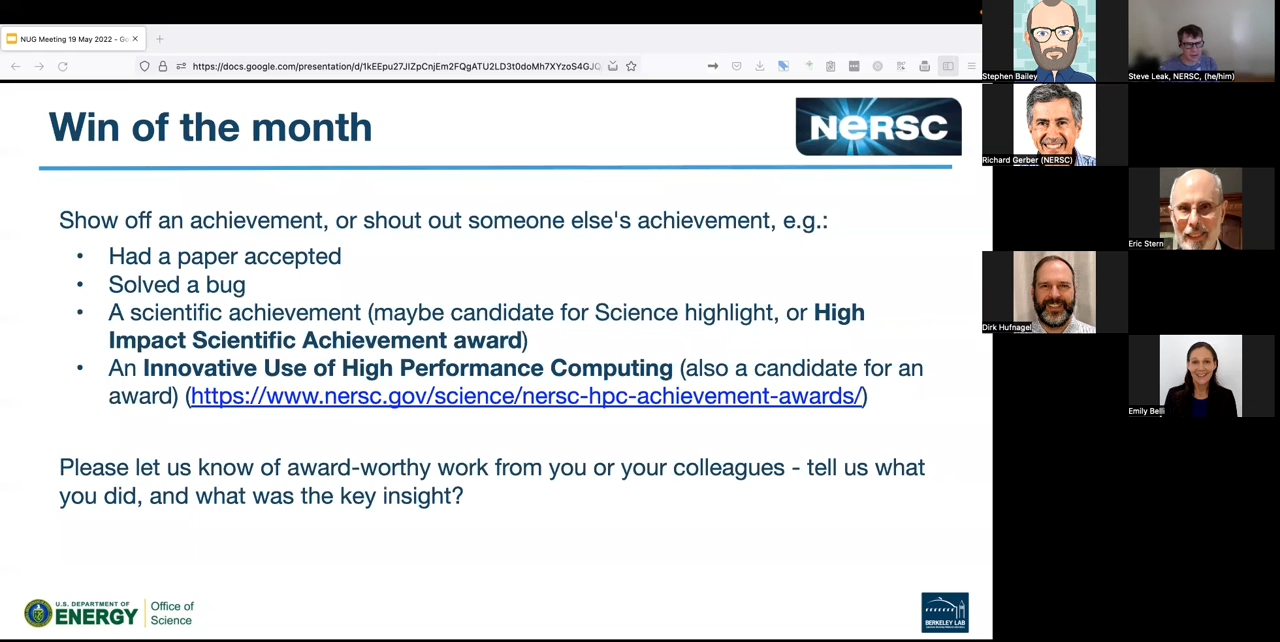 NUG Meeting 19 May 2022 - Go
https://docs.google.com/presentation/d/1kEEpu27JIZpCnjEm2FQgATU2LD3t0doMh7XYzoS4GJQ
Win of the month
NERSC
Show off an achievement, or shout out someone else's achievement, e.g.:
• Had a paper accepted
• Solved a bug
• A scientific achievement (maybe candidate for Science highlight, or High
Impact Scientific Achievement award)
• An Innovative Use of High Performance Computing (also a candidate for an
award) (https://www.nersc.gov/science/nersc-hpc-achievement-awards/)
Please let us know of award-worthy work from you or your colleagues - tell us what
you did, and what was the key insight?
U.S. DEPARTMENT OF
ENERGY
Office of
Science
BERKELEY LAB
Stephen Bailey
Steve Leak, NERSC, (he/him)
Richard Gerber (NERSC)
Eric Stern
Dirk Hufnagel
Emily Belli